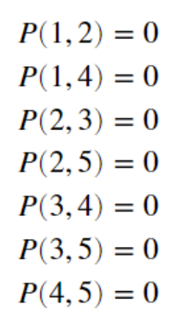 P(1, 2) = 0
P(1, 4) = 0
P(2, 3) = 0
P(2, 5) = 0
P(3, 4) = 0
P(3, 5) = 0
P(4, 5) = 0